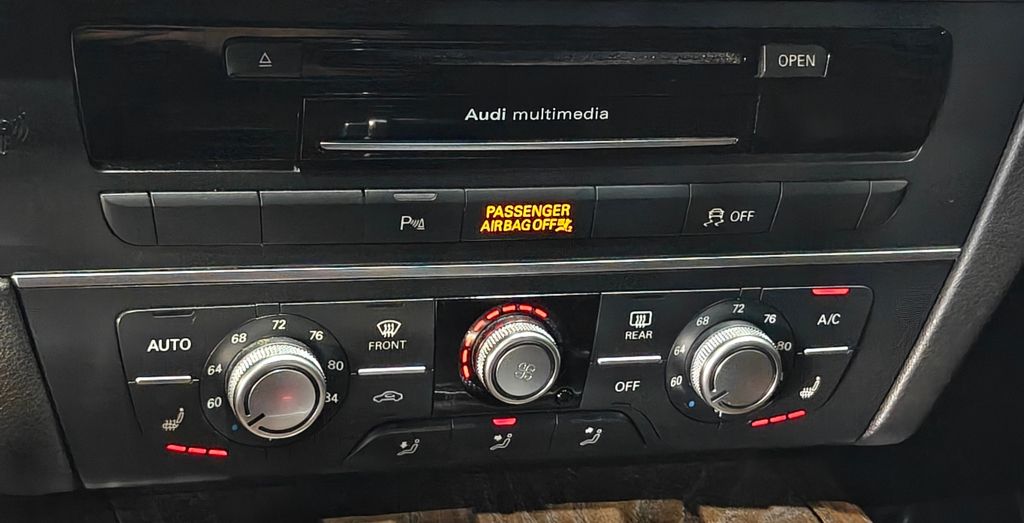 OPEN
Audi multimedia
P
PASSENGER
AIRBAG OFF
OFF
AUTO
60
64
68
72
76
80
84
FRONT
REAR
OFF
60
64
68
72
76
80
A/C